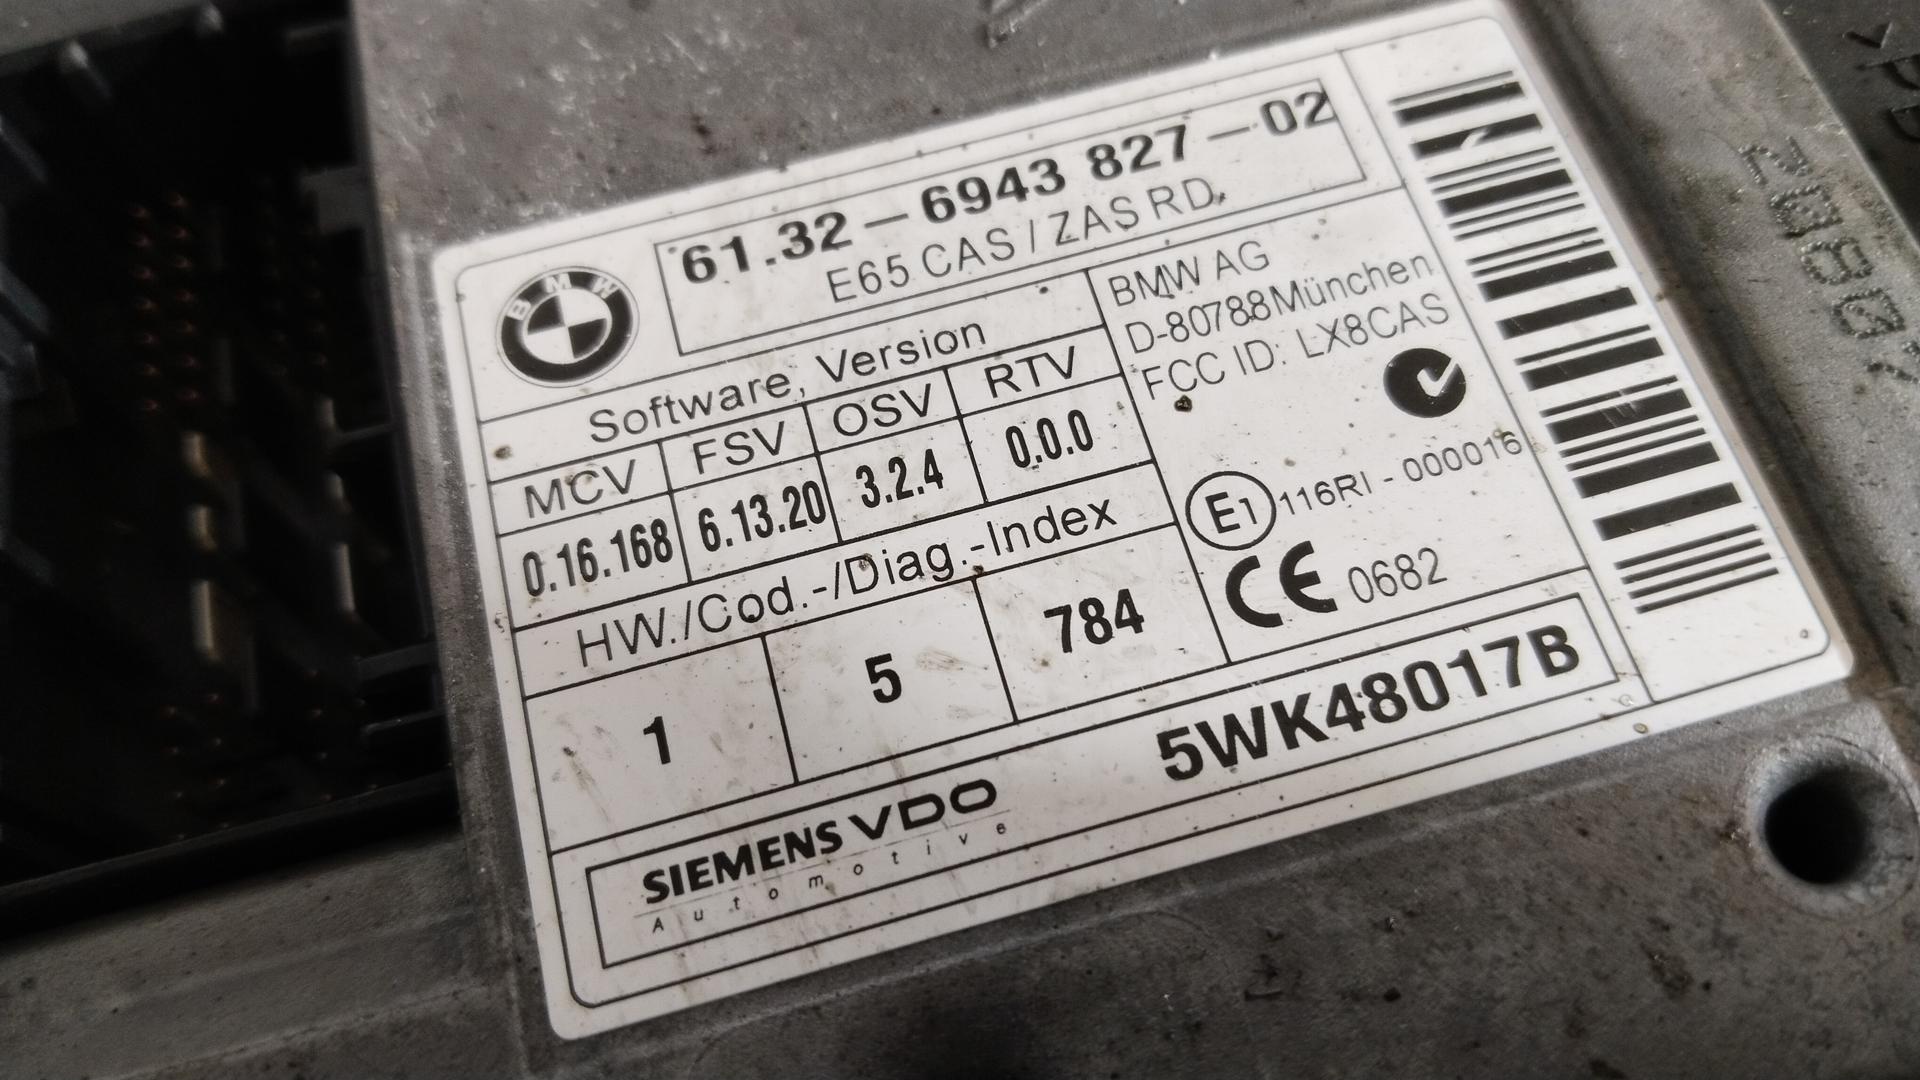 61.32 – 6943 827 – 02
E65 CAS / ZAS RD.
BMW
Software, Version
MCV FSV OSV RTV
0.16.168 6.13.20 3.2.4 0.0.0
HW./Cod.-/Diag.-Index
1 5 784
BMW AG
D-80788 München
FCC ID: LX8CAS
E1 116RI - 000016
CE 0682
SIEMENS VDO
Automotive
5WK48017B